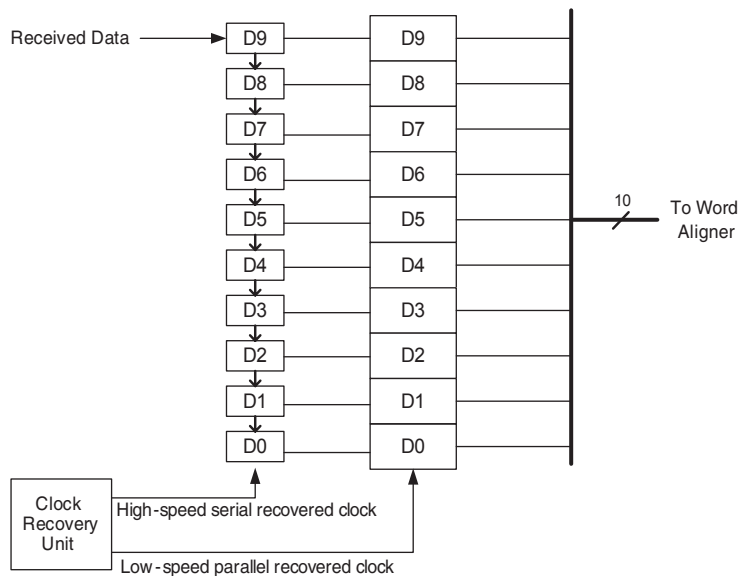 Received Data
D9
D9
D8
D8
D7
D7
D6
D6
D5
D5
10
To Word
Aligner
D4
D4
D3
D3
D2
D2
D1
D1
D0
D0
Clock
Recovery
Unit
High-speed serial recovered clock
Low-speed parallel recovered clock